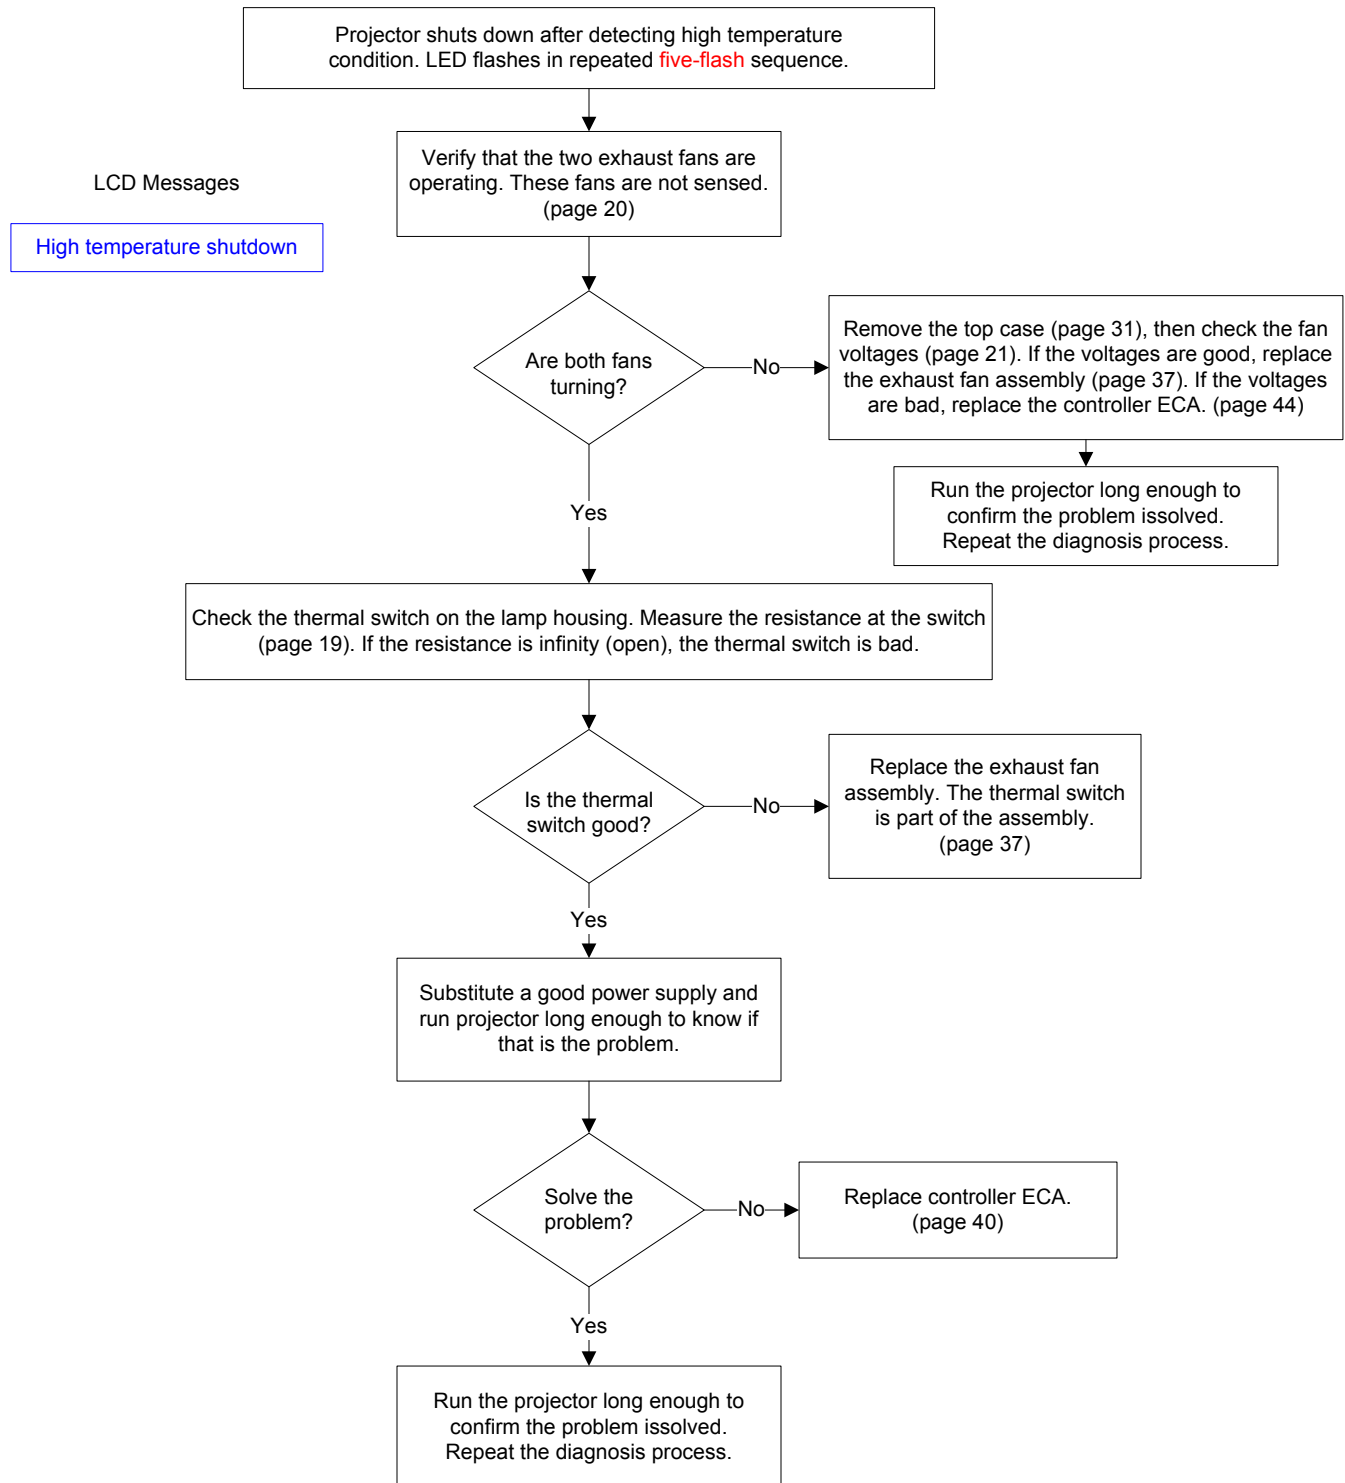 Projector shuts down after detecting high temperature
condition. LED flashes in repeated five-flash sequence.
Verify that the two exhaust fans are
operating. These fans are not sensed.
(page 20)
LCD Messages
High temperature shutdown
Are both fans
turning?
No
Remove the top case (page 31), then check the fan
voltages (page 21). If the voltages are good, replace
the exhaust fan assembly (page 37). If the voltages
are bad, replace the controller ECA. (page 44)
Run the projector long enough to
confirm the problem issolved.
Repeat the diagnosis process.
Yes
Check the thermal switch on the lamp housing. Measure the resistance at the switch
(page 19). If the resistance is infinity (open), the thermal switch is bad.
Is the thermal
switch good?
No
Replace the exhaust fan
assembly. The thermal switch
is part of the assembly.
(page 37)
Yes
Substitute a good power supply and
run projector long enough to know if
that is the problem.
Solve the
problem?
No
Replace controller ECA.
(page 40)
Yes
Run the projector long enough to
confirm the problem issolved.
Repeat the diagnosis process.